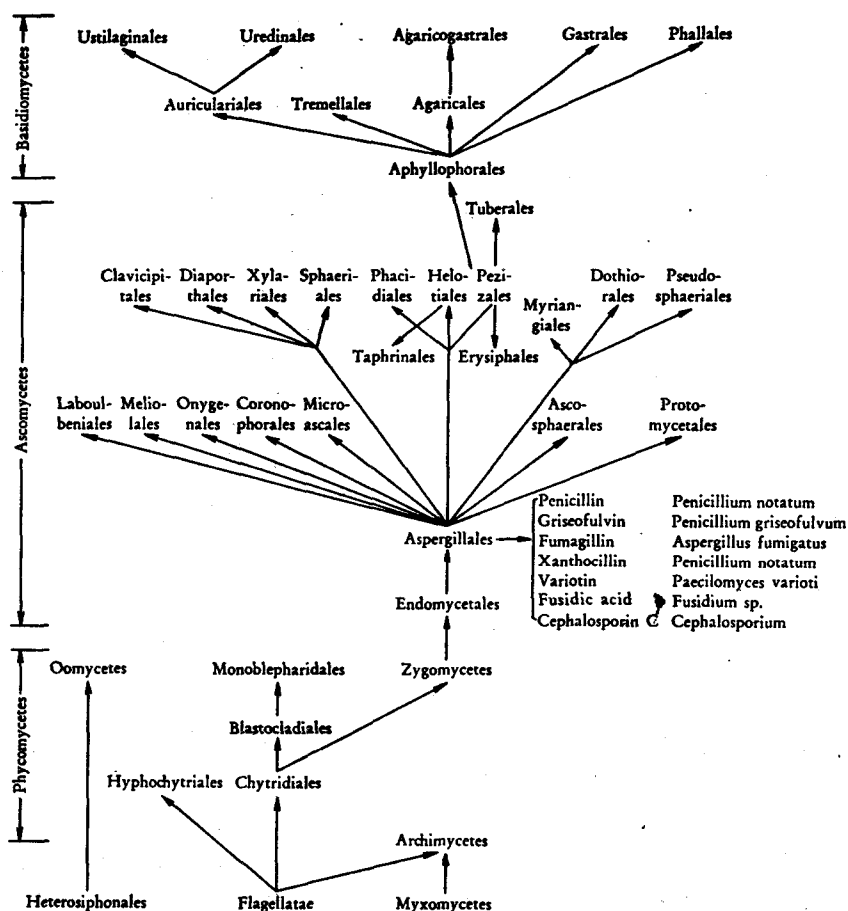 Ustilaginales Uredinales Agaricogastrales Gastrales Phallales
Basidiomycetes
Auriculariales Tremellales Agaricales
Aphyllophorales
Tuberales
Clavicipi- Diapor- Xyla- Sphaeri- Phaci- Helo- Pezi- Dothio- Pseudo-
tales thales riales ales diales tiales zales rales sphaeriales
Myrian-
giales
Taphrinales Erysiphales
Ascomycetes
Laboul- Melio- Onyge- Corono- Micro- Asco- Proto-
beniales lales nales phorales ascales sphaerales mycetales
Penicillin Penicillium notatum
Griseofulvin Penicillium griseofulvum
Aspergillales Fumagillin Aspergillus fumigatus
Xanthocillin Penicillium notatum
Variotin Paecilomyces varioti
Endomycetales Fusidic acid Fusidium sp.
Cephalosporin C Cephalosporium
Oomycetes Monoblepharidales Zygomycetes
Phycomycetes
Blastocladiales
Hyphochytriales Chytridiales
Archimycetes
Heterosiphonales Flagellatae Myxomycetes